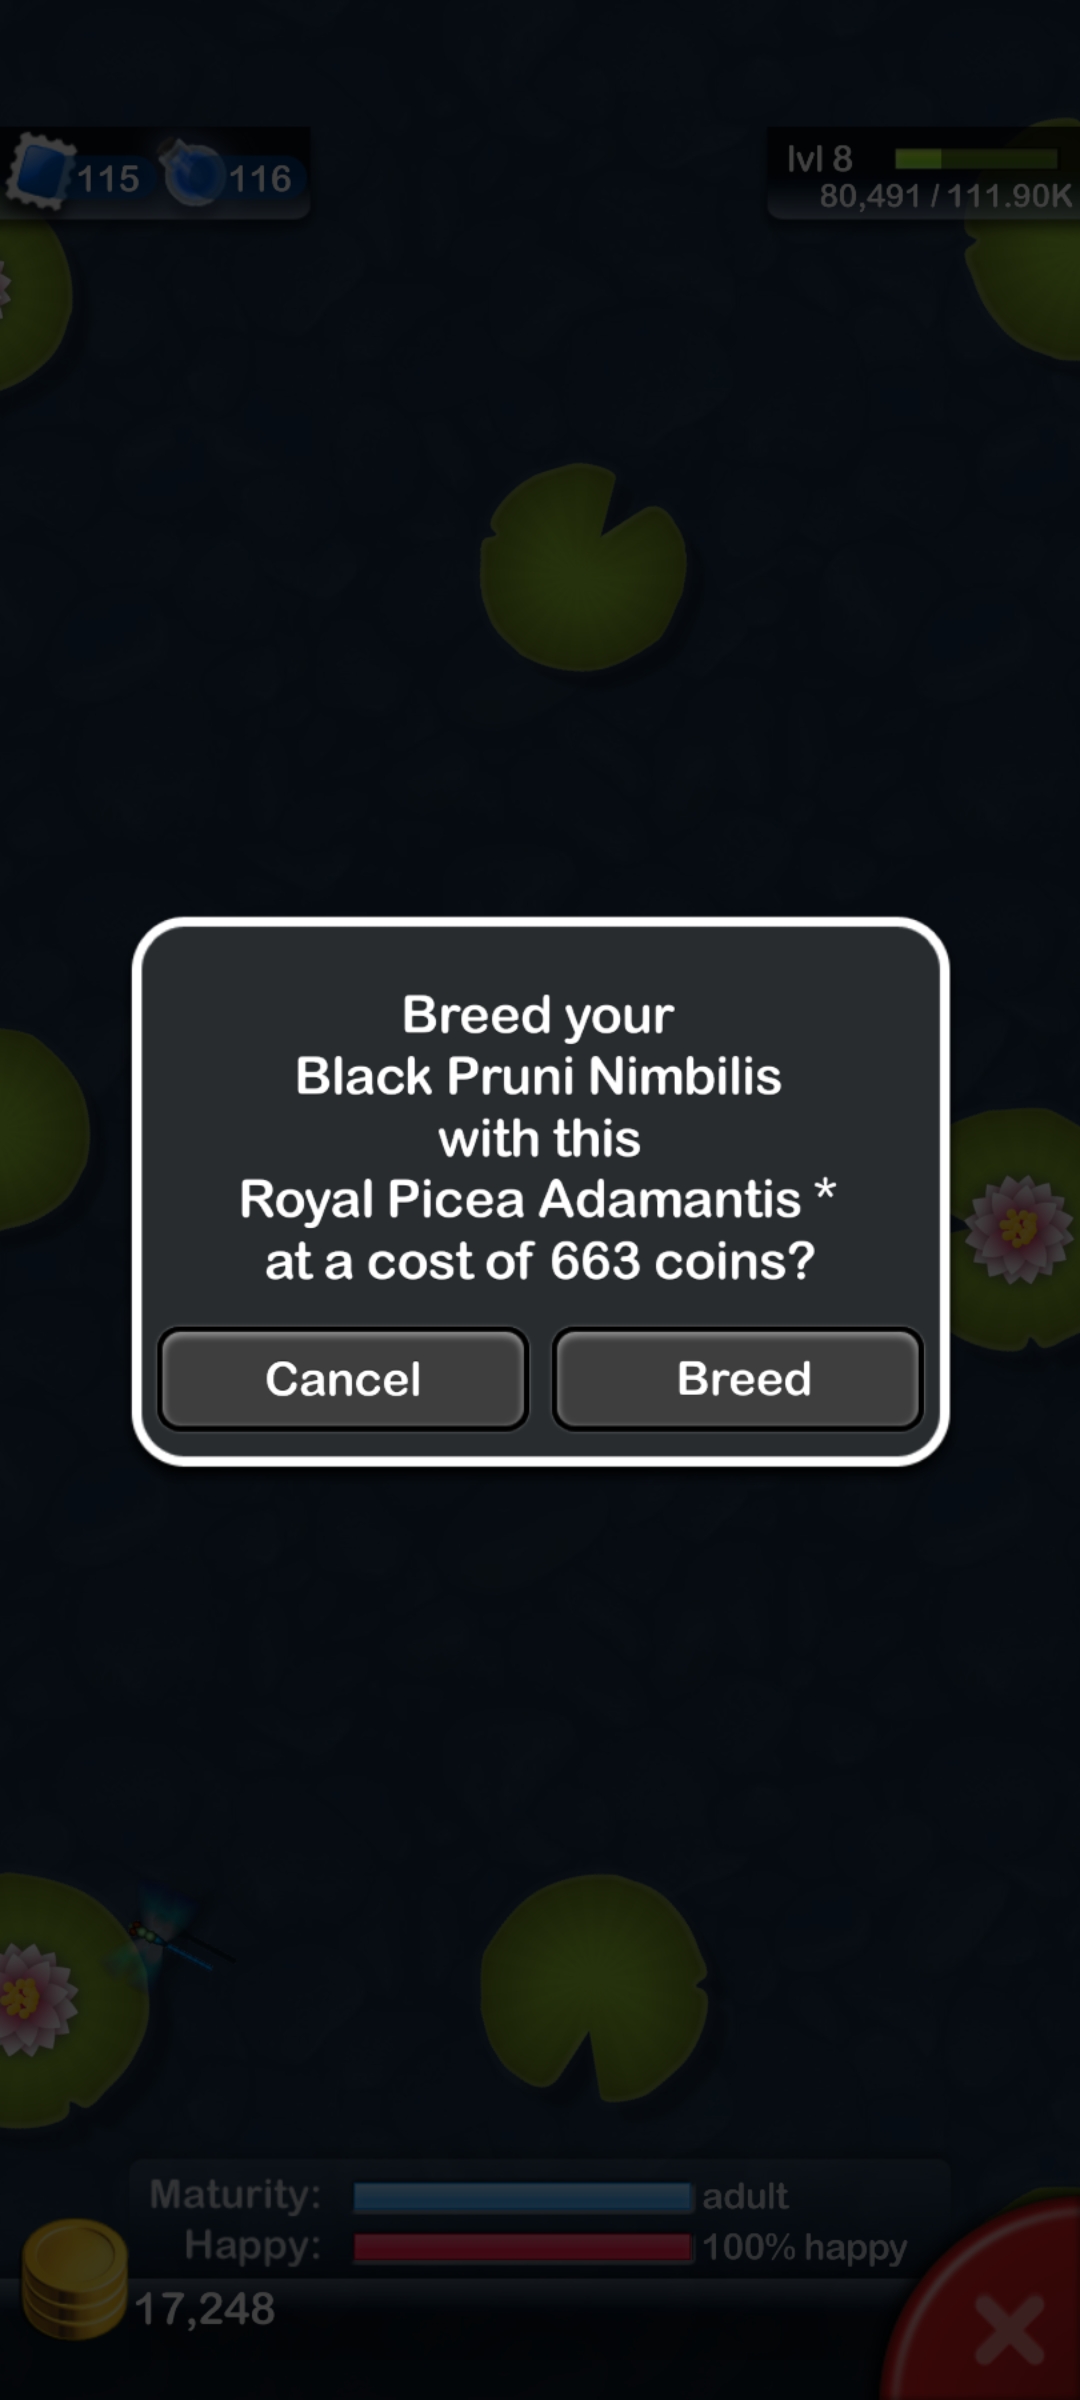 115 116
lvl 8
80,491 / 111.90K
Breed your
Black Pruni Nimbilis
with this
Royal Picea Adamantis *
at a cost of 663 coins?
Cancel Breed
Maturity: adult
Happy: 100% happy
17,248